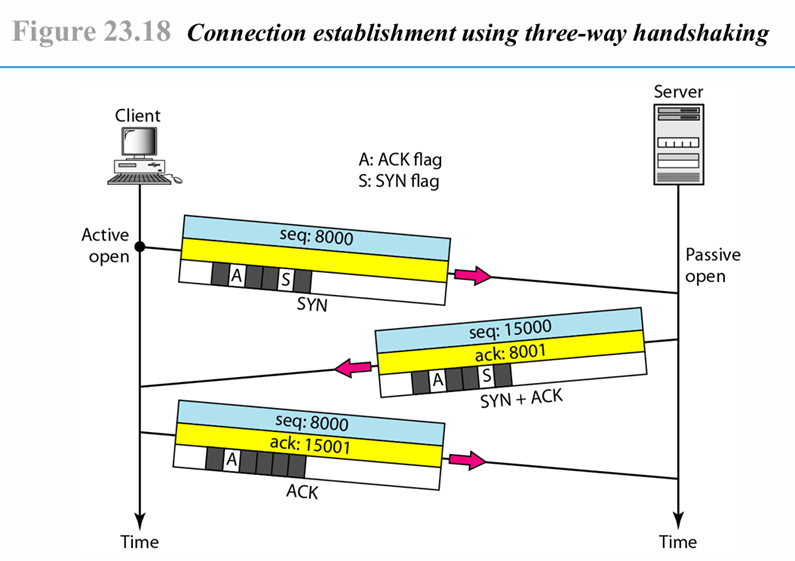 Figure 23.18 Connection establishment using three-way handshaking
Client
Server
A: ACK flag
S: SYN flag
Active
open
seq: 8000
A S
SYN
Passive
open
seq: 15000
ack: 8001
A S
SYN + ACK
seq: 8000
ack: 15001
A
ACK
Time
Time